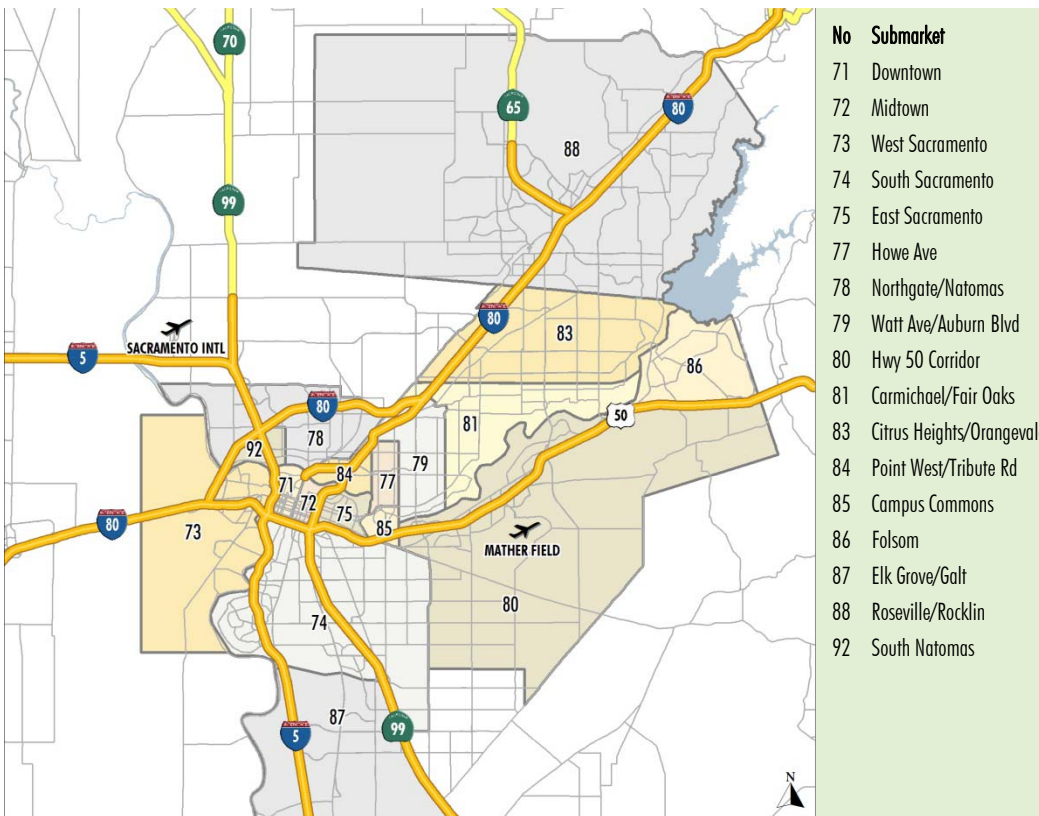 70
65
80
88
99
80
83
SACRAMENTO INTL
5
86
80
50
81
78
92
79
84
77
71
72
75
85
80
73
MATHER FIELD
80
74
87
5
99
N
No Submarket
71 Downtown
72 Midtown
73 West Sacramento
74 South Sacramento
75 East Sacramento
77 Howe Ave
78 Northgate/Natomas
79 Watt Ave/Auburn Blvd
80 Hwy 50 Corridor
81 Carmichael/Fair Oaks
83 Citrus Heights/Orangeval
84 Point West/Tribute Rd
85 Campus Commons
86 Folsom
87 Elk Grove/Galt
88 Roseville/Rocklin
92 South Natomas